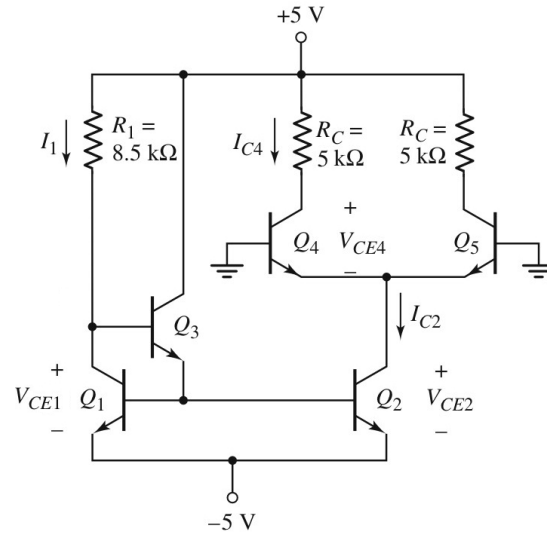 +5 V
I1
R1 =
8.5 kΩ
IC4
RC =
5 kΩ
RC =
5 kΩ
+
Q4
VCE4
Q5
−
Q3
IC2
+
VCE1
Q1
−
Q2
+
VCE2
−
−5 V